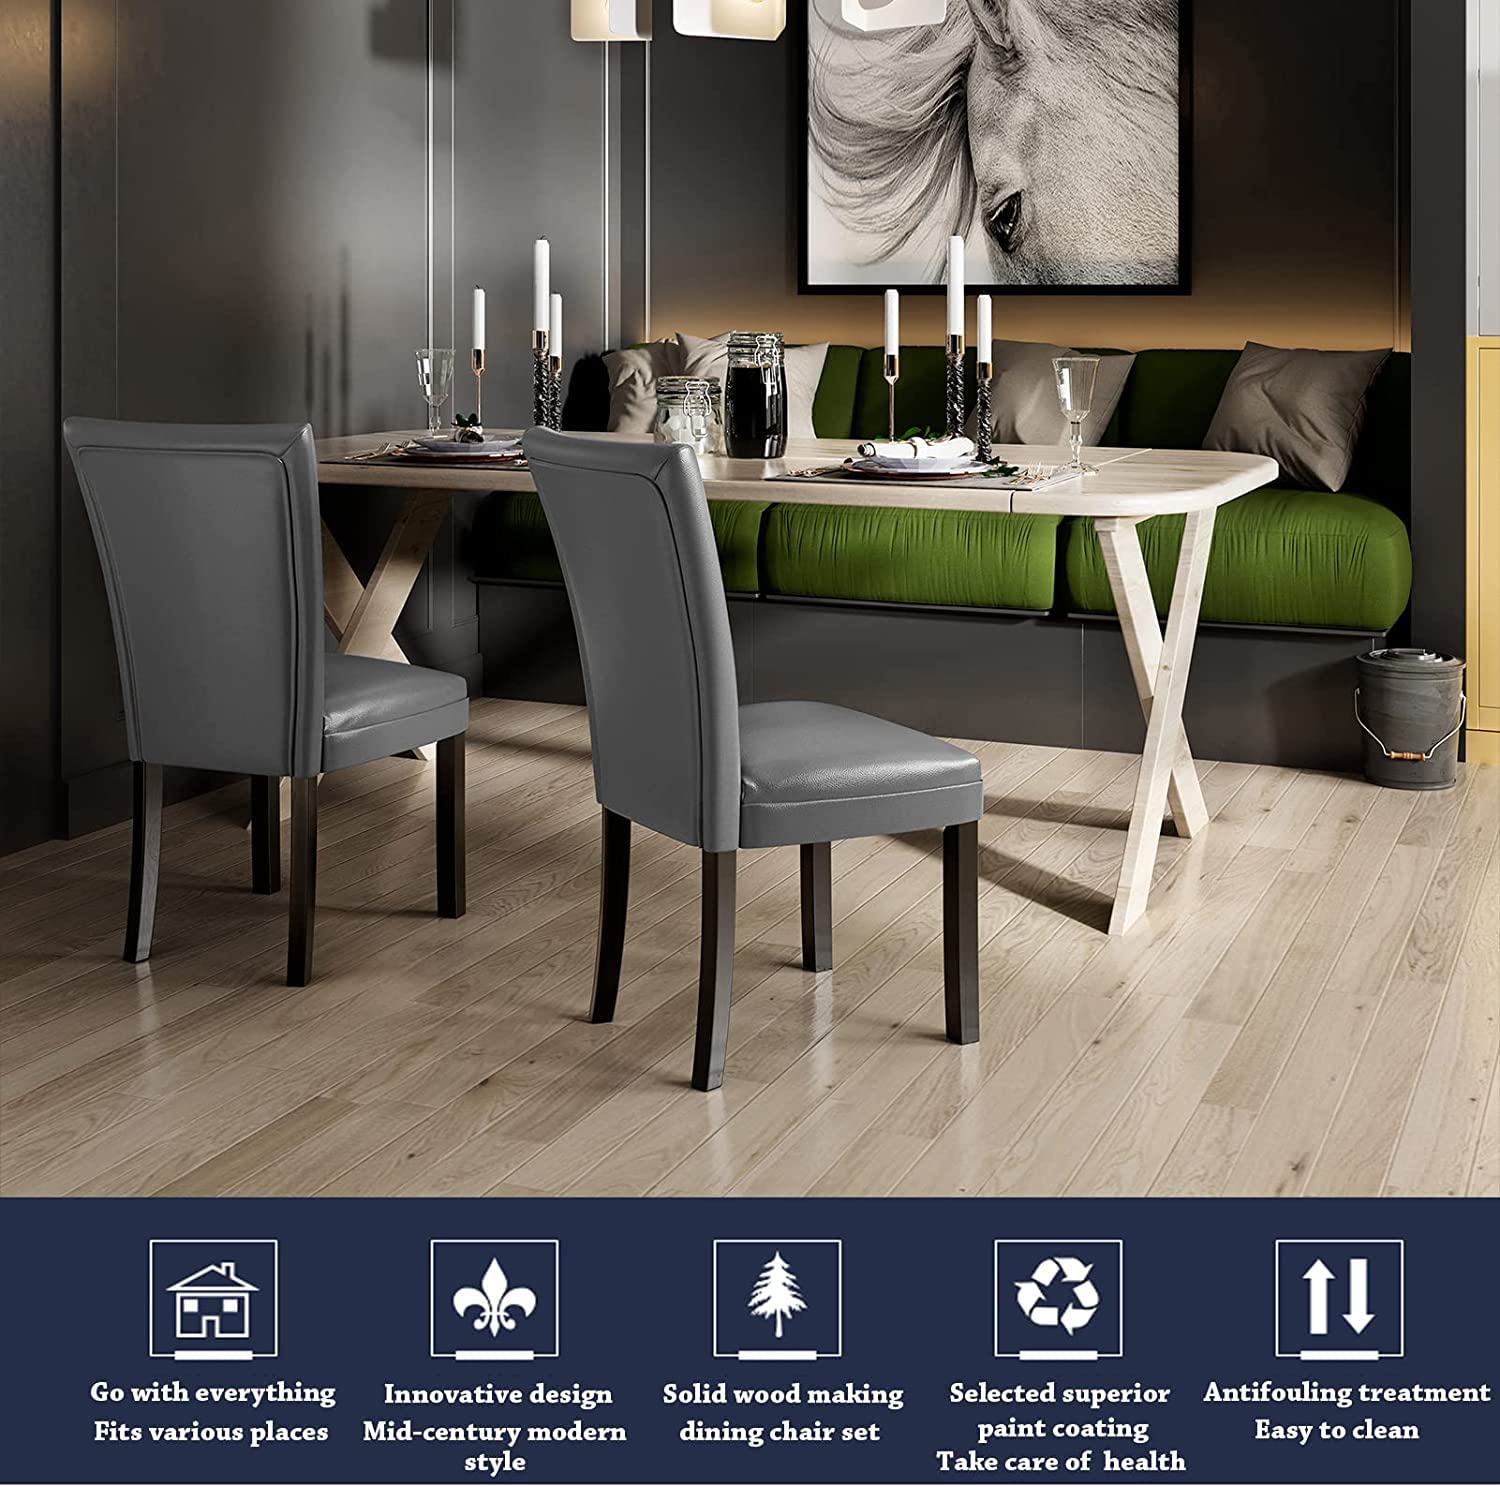 Go with everything
Fits various places
Innovative design
Mid-century modern
style
Solid wood making
dining chair set
Selected superior
paint coating
Take care of health
Antifouling treatment
Easy to clean